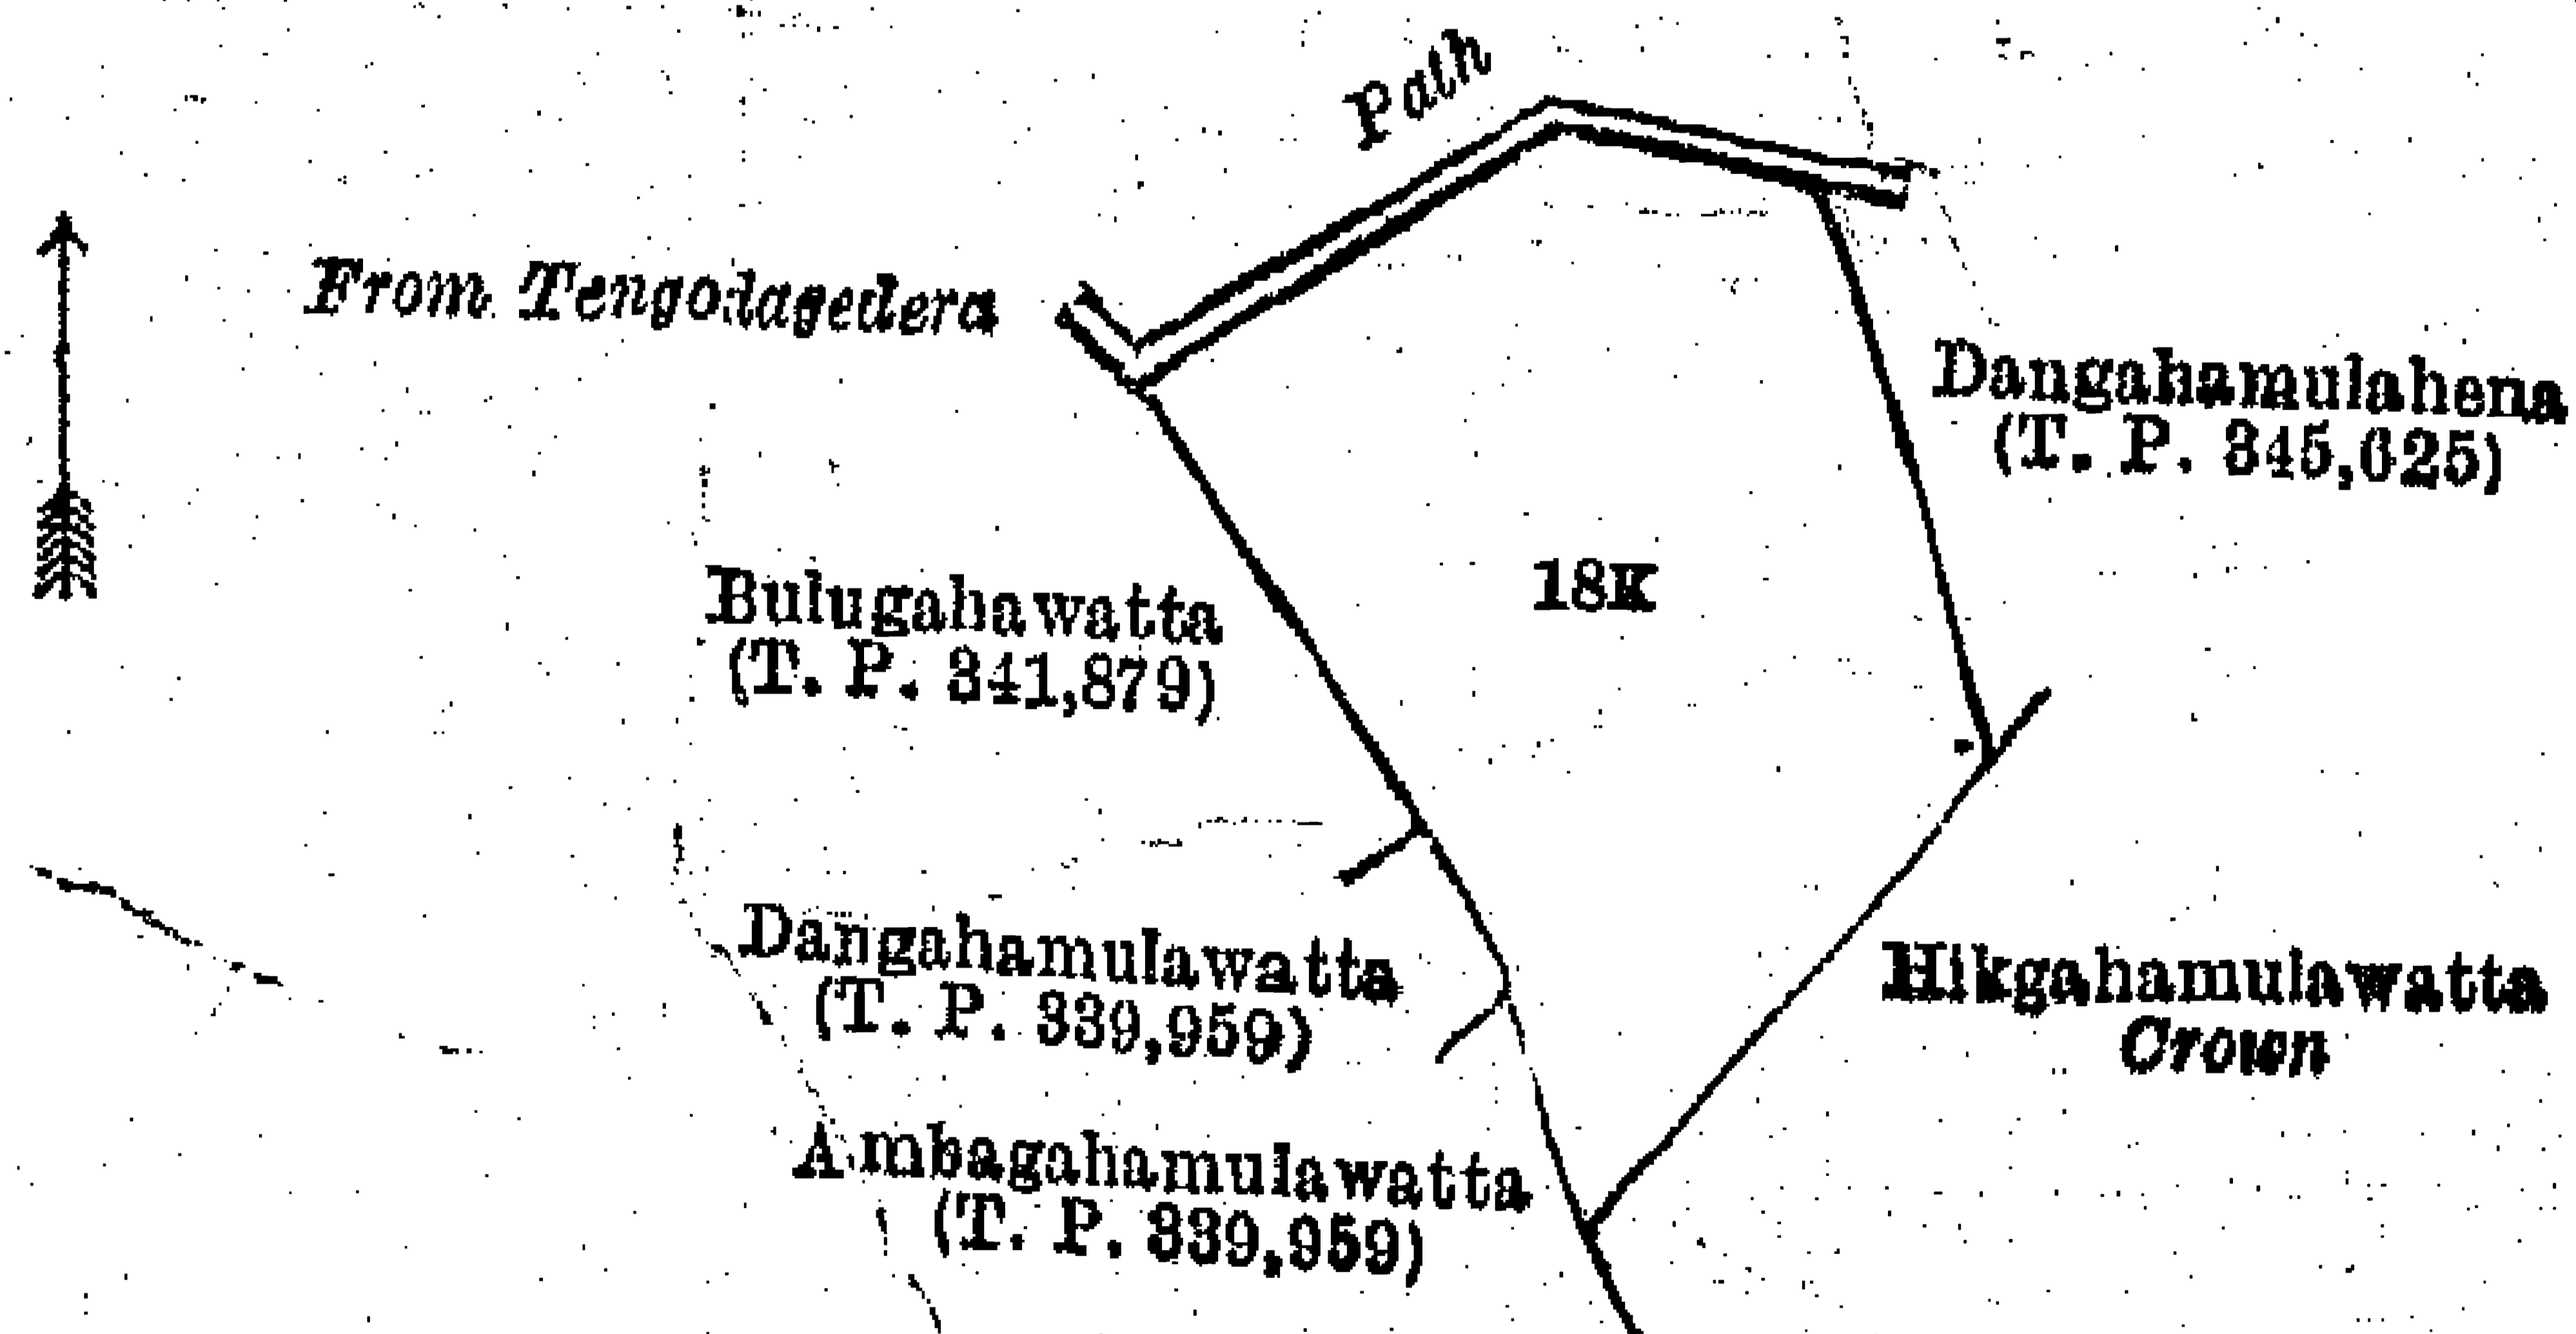 Path
From Tengodagedera
Dangahamulahena
(T. P. 345,625)
18K
Bulugahawatta
(T. P. 341,879)
Dangahamulawatta
(T. P. 339,959)
Hikgahamulawatta
Crown
Ambagahamulawatta
(T. P. 339,959)